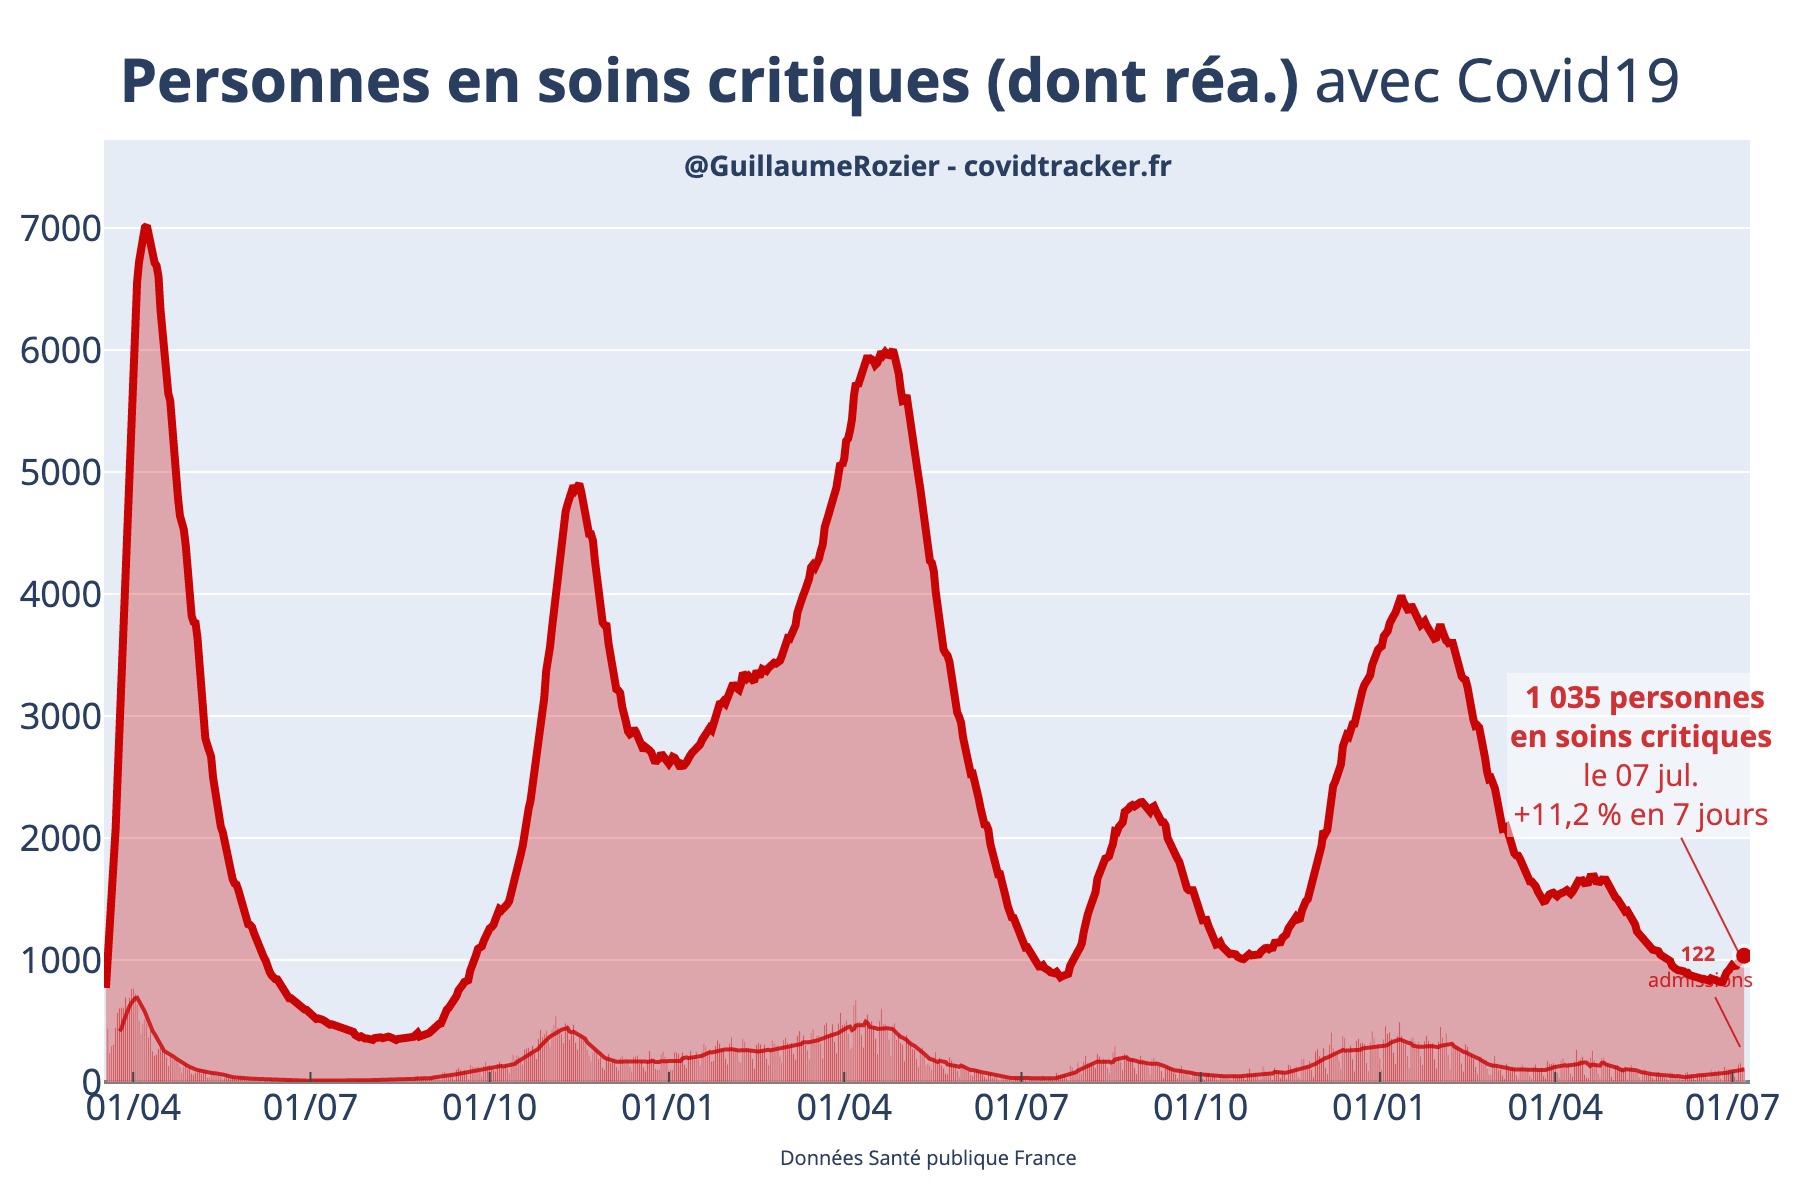 Personnes en soins critiques (dont réa.) avec Covid19
@GuillaumeRozier - covidtracker.fr
7000
6000
5000
4000
3000
2000
1000
0
1 035 personnes
en soins critiques
le 07 jul.
+11,2 % en 7 jours
122
admissions
01/04 01/07 01/10 01/01 01/04 01/07 01/10 01/01 01/04 01/07
Données Santé publique France